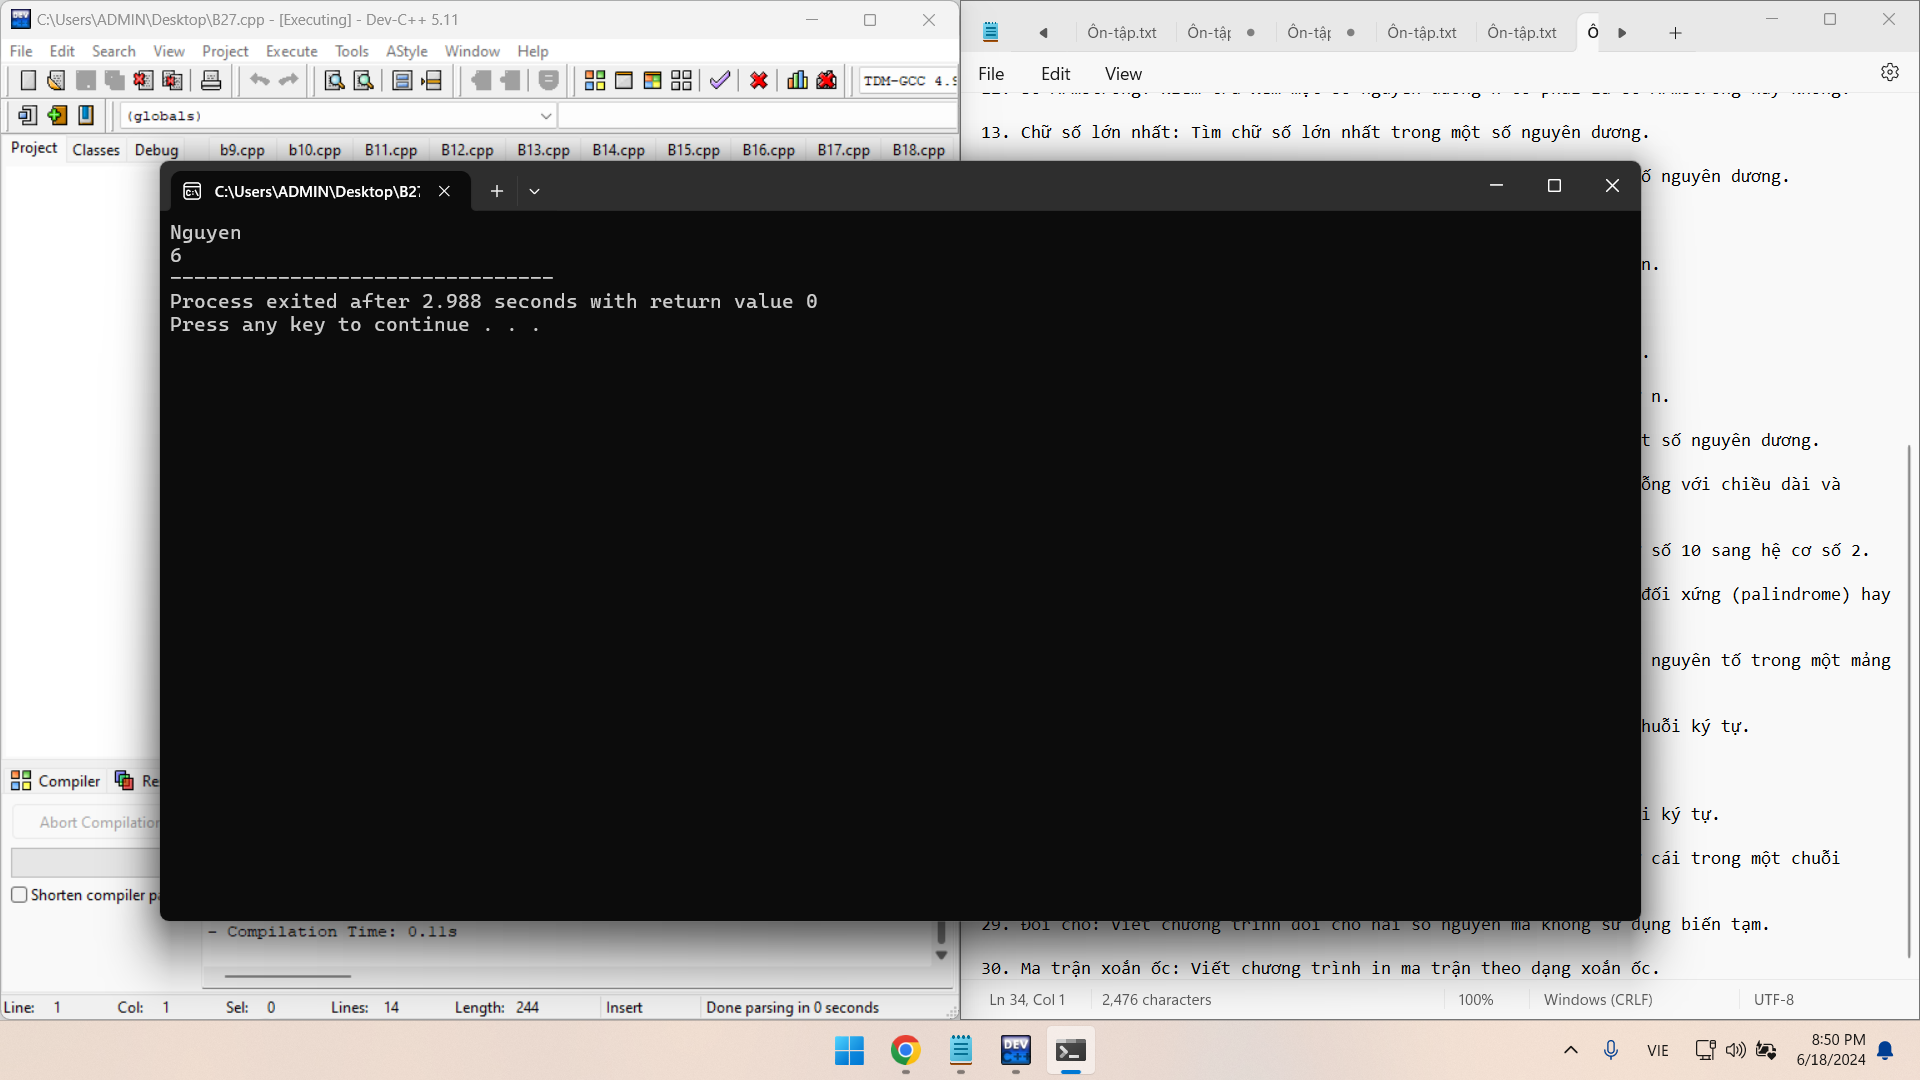 C:\Users\ADMIN\Desktop\B27.cpp - [Executing] - Dev-C++ 5.11
File Edit Search View Project Execute Tools AStyle Window Help
TDM-GCC 4.9
(globals)
Project Classes Debug
b9.cpp b10.cpp B11.cpp B12.cpp B13.cpp B14.cpp B15.cpp B16.cpp B17.cpp B18.cpp
C:\Users\ADMIN\Desktop\B27
Nguyen
6
--------------------------------
Process exited after 2.988 seconds with return value 0
Press any key to continue . . .
Compiler
Abort Compilation
Shorten compiler pa
- Compilation Time: 0.11s
Line: 1 Col: 1 Sel: 0 Lines: 14 Length: 244 Insert Done parsing in 0 seconds
Ôn-tập.txt Ôn-tập Ôn-tập Ôn-tập.txt Ôn-tập.txt Ô
File Edit View
13. Chữ số lớn nhất: Tìm chữ số lớn nhất trong một số nguyên dương.
ố nguyên dương.
n.
.
n.
t số nguyên dương.
ỗng với chiều dài và
số 10 sang hệ cơ số 2.
đối xứng (palindrome) hay
nguyên tố trong một mảng
huỗi ký tự.
i ký tự.
cái trong một chuỗi
29. Đổi chỗ: Viết chương trình đổi chỗ hai số nguyên mà không sử dụng biến tạm.
30. Ma trận xoắn ốc: Viết chương trình in ma trận theo dạng xoắn ốc.
Ln 34, Col 1 2,476 characters 100% Windows (CRLF) UTF-8
VIE
8:50 PM
6/18/2024